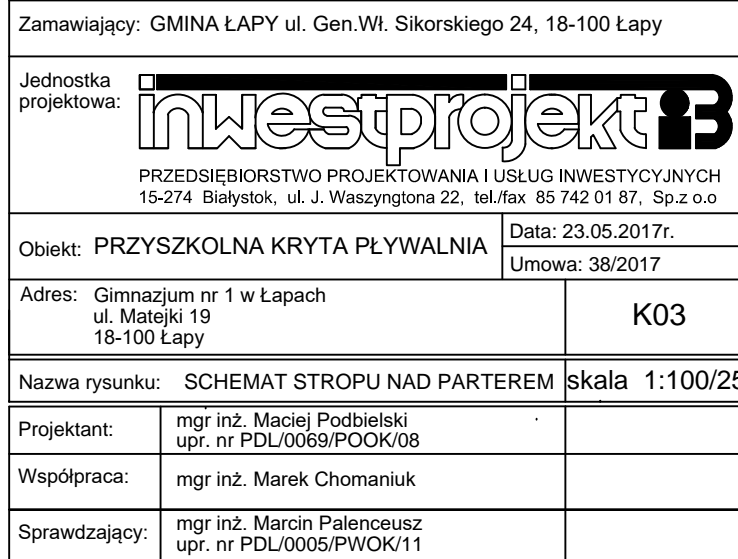 Zamawiający: GMINA ŁAPY ul. Gen.Wł. Sikorskiego 24, 18-100 Łapy
Jednostka
projektowa:
inwestprojekt
PRZEDSIĘBIORSTWO PROJEKTOWANIA I USŁUG INWESTYCYJNYCH
15-274 Białystok, ul. J. Waszyngtona 22, tel./fax 85 742 01 87, Sp.z o.o
Obiekt: PRZYSZKOLNA KRYTA PŁYWALNIA
Data: 23.05.2017r.
Umowa: 38/2017
Adres: Gimnazjum nr 1 w Łapach
ul. Matejki 19
18-100 Łapy
K03
Nazwa rysunku: SCHEMAT STROPU NAD PARTEREM
skala 1:100/25
Projektant:
mgr inż. Maciej Podbielski
upr. nr PDL/0069/POOK/08
Współpraca:
mgr inż. Marek Chomaniuk
Sprawdzający:
mgr inż. Marcin Palenceusz
upr. nr PDL/0005/PWOK/11